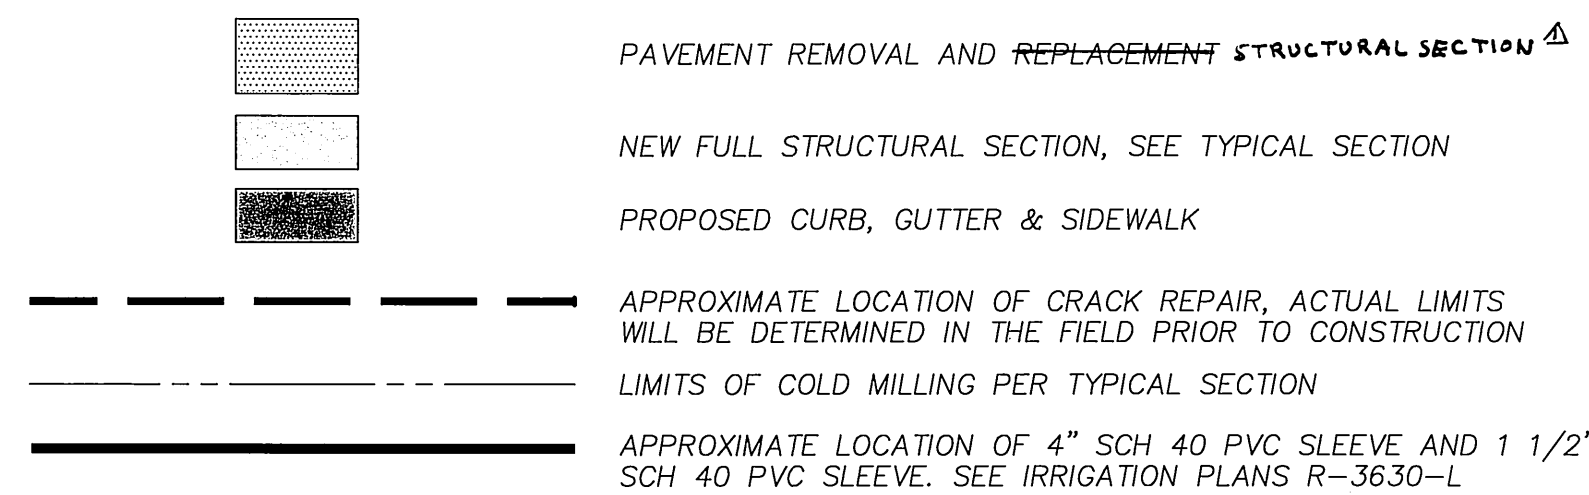 PAVEMENT REMOVAL AND REPLACEMENT STRUCTURAL SECTION 1
NEW FULL STRUCTURAL SECTION, SEE TYPICAL SECTION
PROPOSED CURB, GUTTER & SIDEWALK
APPROXIMATE LOCATION OF CRACK REPAIR, ACTUAL LIMITS
WILL BE DETERMINED IN THE FIELD PRIOR TO CONSTRUCTION
LIMITS OF COLD MILLING PER TYPICAL SECTION
APPROXIMATE LOCATION OF 4" SCH 40 PVC SLEEVE AND 1 1/2'
SCH 40 PVC SLEEVE. SEE IRRIGATION PLANS R-3630-L